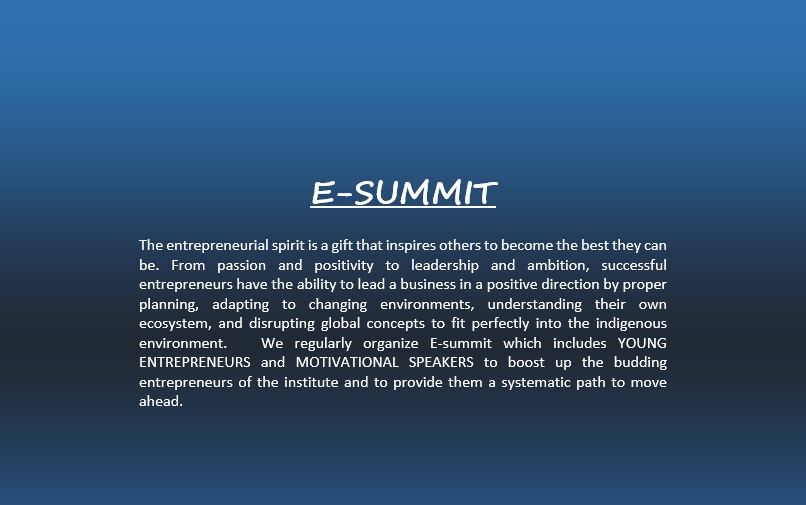 E-SUMMIT
The entrepreneurial spirit is a gift that inspires others to become the best they can
be. From passion and positivity to leadership and ambition, successful
entrepreneurs have the ability to lead a business in a positive direction by proper
planning, adapting to changing environments, understanding their own
ecosystem, and disrupting global concepts to fit perfectly into the indigenous
environment. We regularly organize E-summit which includes YOUNG
ENTREPRENEURS and MOTIVATIONAL SPEAKERS to boost up the budding
entrepreneurs of the institute and to provide them a systematic path to move
ahead.